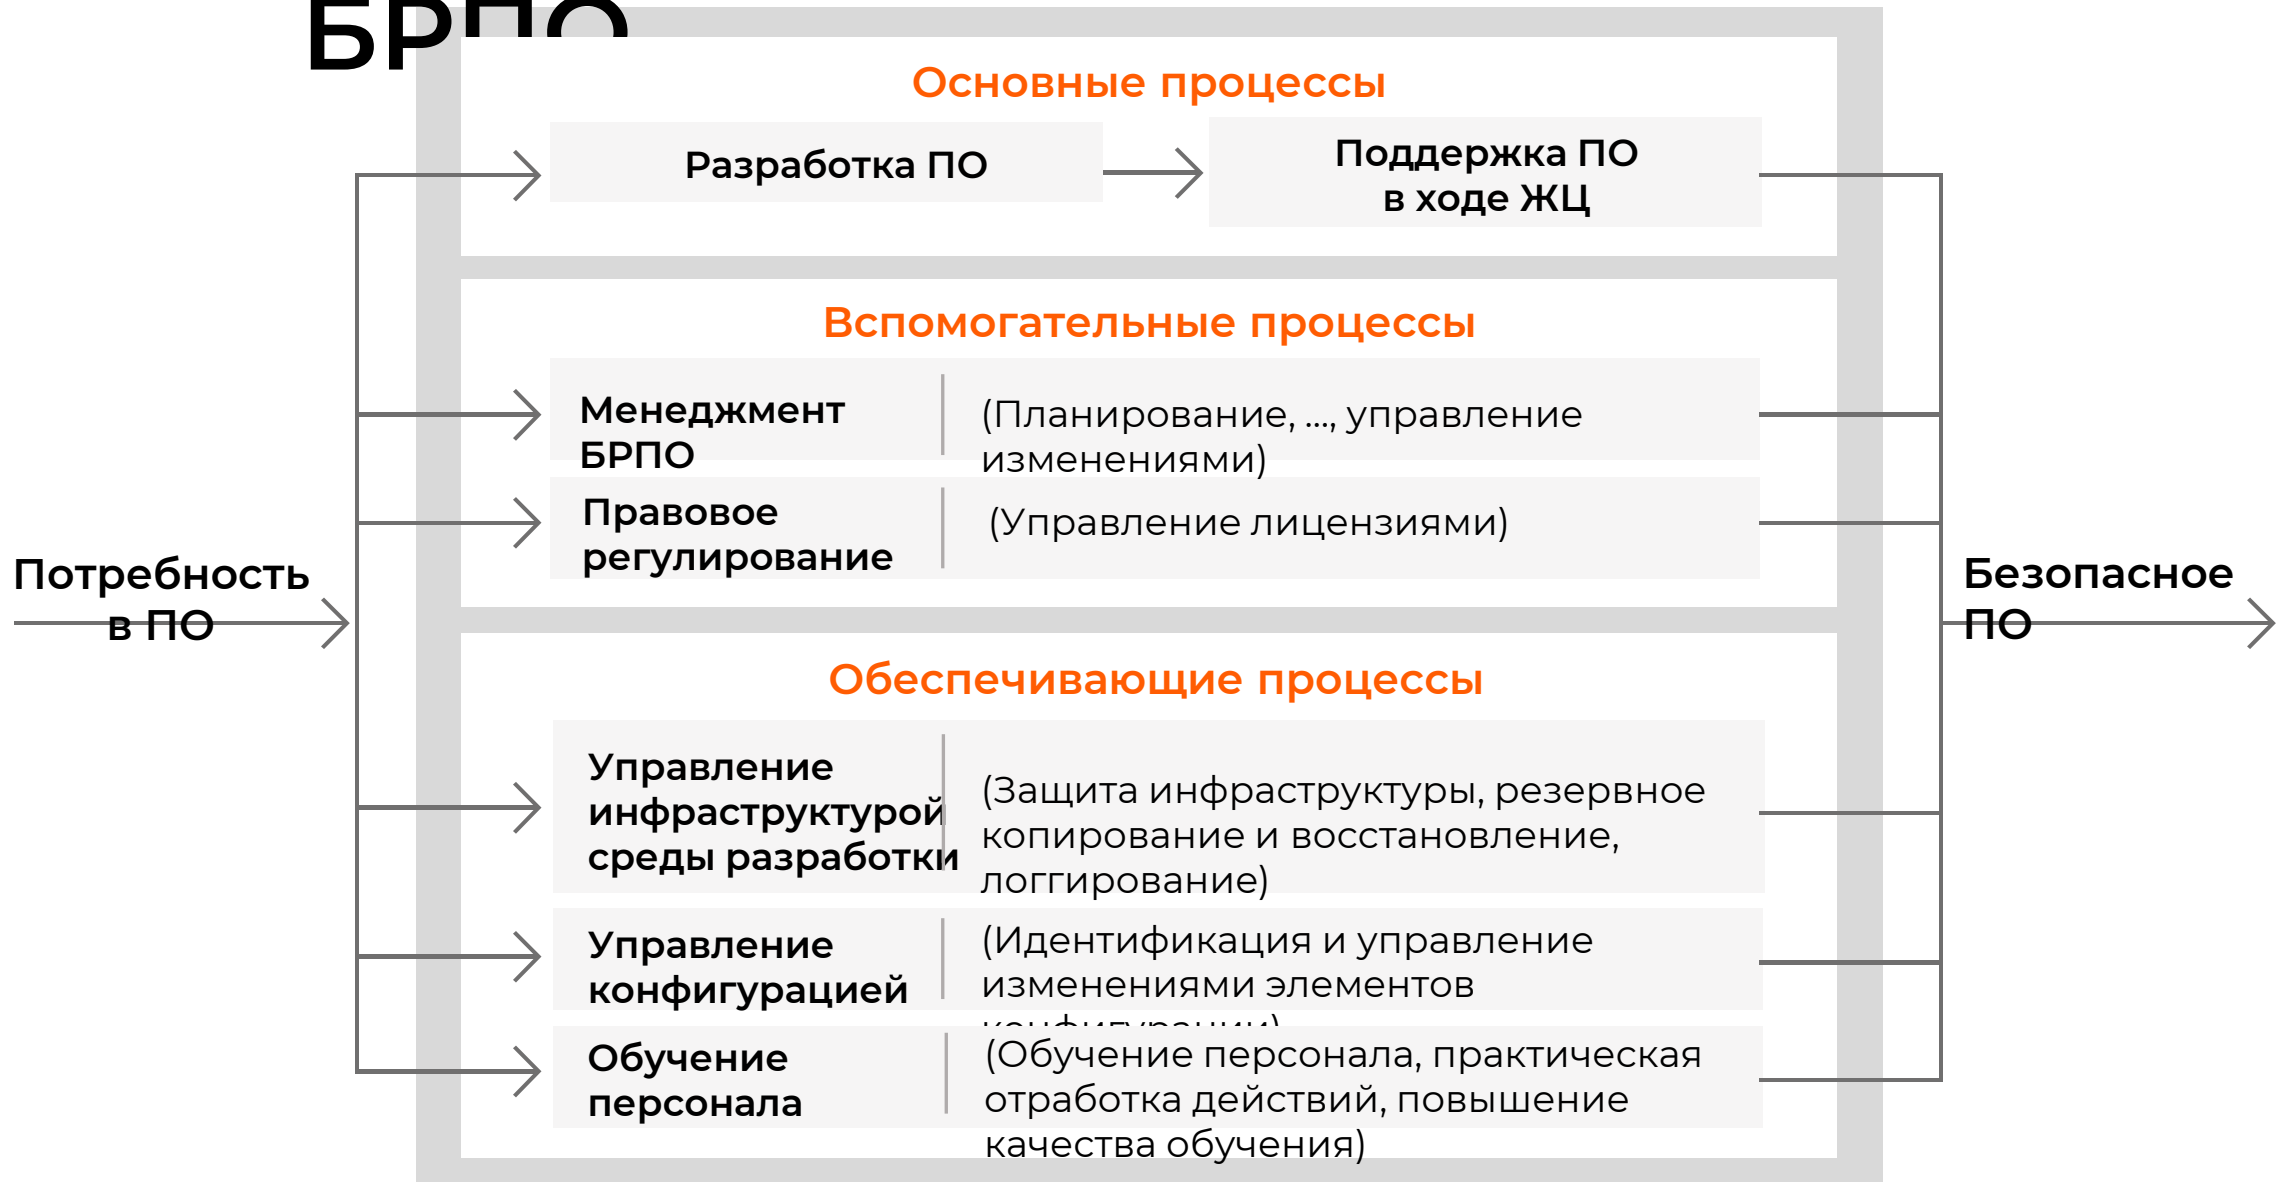 БРПО
Основные процессы
Разработка ПО
Поддержка ПО
в ходе ЖЦ
Вспомогательные процессы
Менеджмент
БРПО
(Планирование, ..., управление
изменениями)
Правовое
регулирование
(Управление лицензиями)
Потребность
в ПО
Безопасное
ПО
Обеспечивающие процессы
Управление
инфраструктурой
среды разработки
(Защита инфраструктуры, резервное
копирование и восстановление,
логгирование)
Управление
конфигурацией
(Идентификация и управление
изменениями элементов
конфигурации)
Обучение
персонала
(Обучение персонала, практическая
отработка действий, повышение
качества обучения)